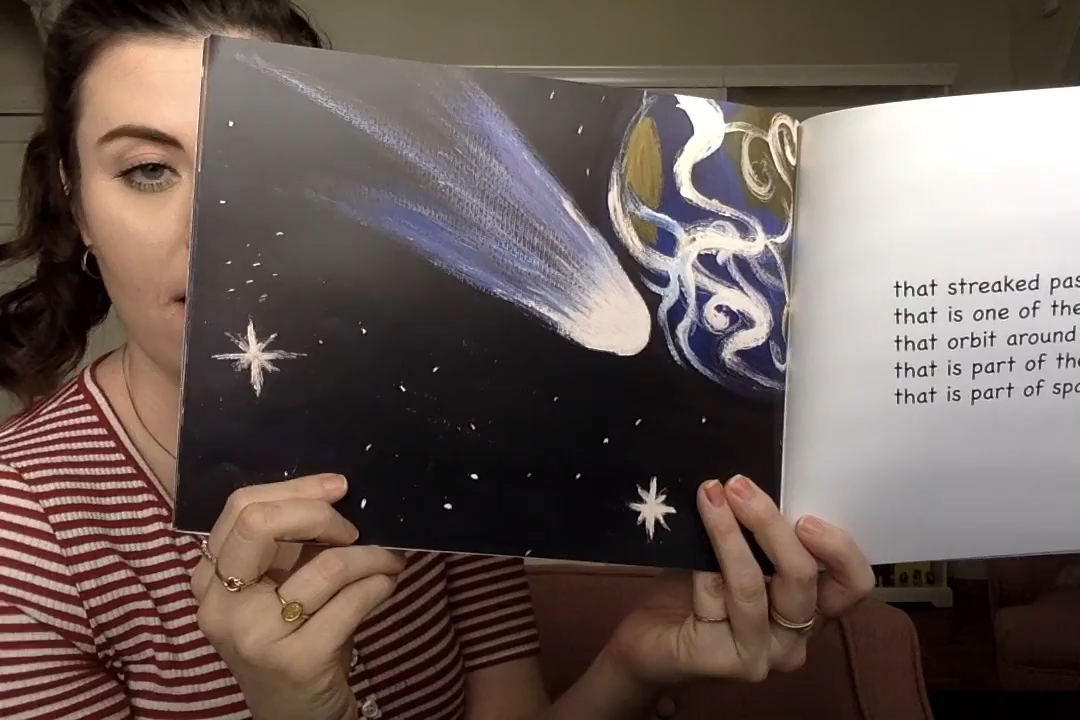 that streaked
that is one of the
that orbit around
that is part of the
that is part of